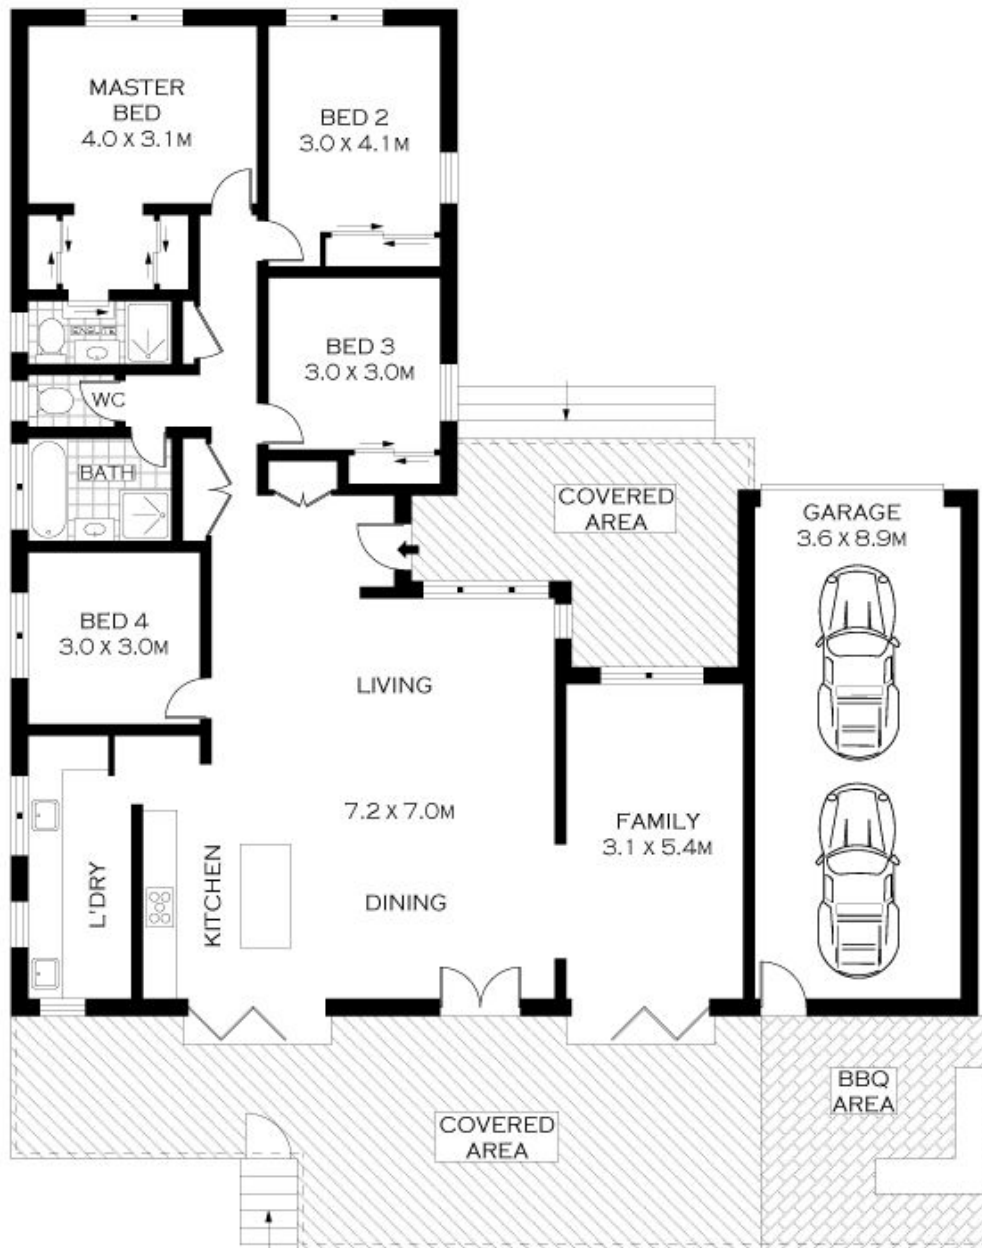 MASTER
BED
4.0 X 3.1M
BED 2
3.0 X 4.1M
ENSUITE
BED 3
3.0 X 3.0M
WC
BATH
COVERED
AREA
GARAGE
3.6 X 8.9M
BED 4
3.0 X 3.0M
LIVING
7.2 X 7.0M
FAMILY
3.1 X 5.4M
L'DRY
KITCHEN
DINING
BBQ
AREA
COVERED
AREA